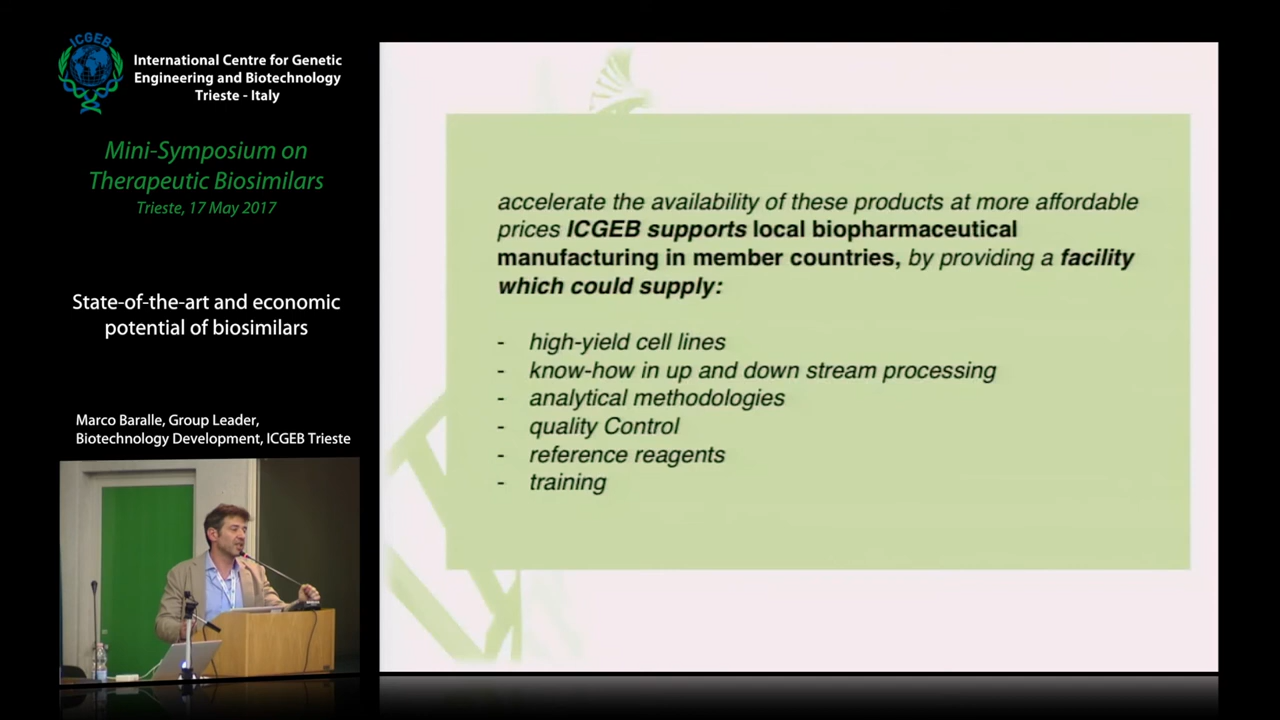 ICGEB
International Centre for Genetic
Engineering and Biotechnology
Trieste - Italy
Mini-Symposium on
Therapeutic Biosimilars
Trieste, 17 May 2017
State-of-the-art and economic
potential of biosimilars
Marco Baralle, Group Leader,
Biotechnology Development, ICGEB Trieste
accelerate the availability of these products at more affordable
prices ICGEB supports local biopharmaceutical
manufacturing in member countries, by providing a facility
which could supply:
- high-yield cell lines
- know-how in up and down stream processing
- analytical methodologies
- quality Control
- reference reagents
- training